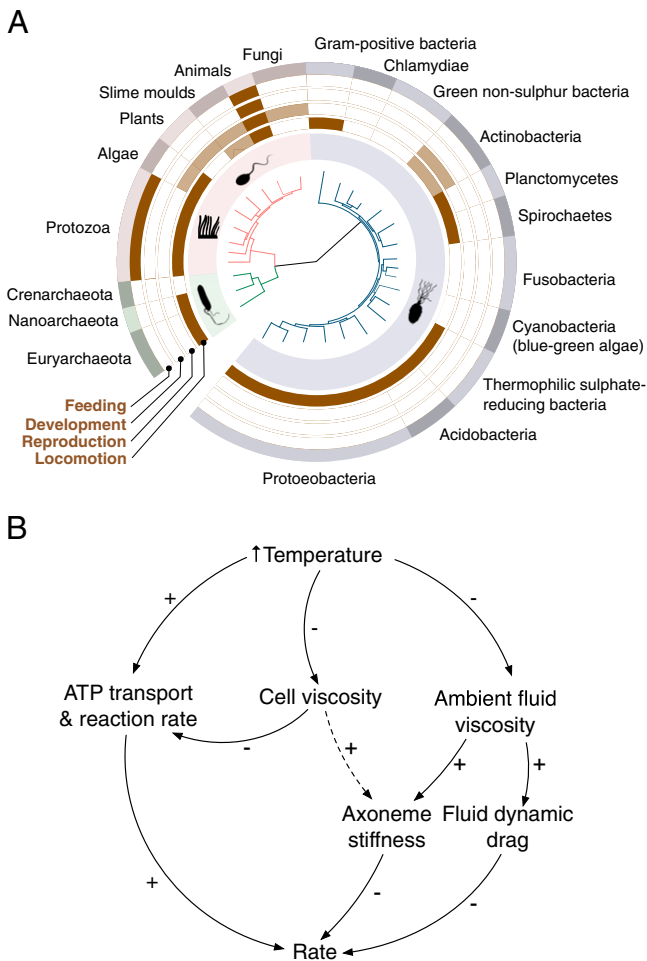 A
Fungi
Gram-positive bacteria
Animals
Chlamydiae
Slime moulds
Green non-sulphur bacteria
Plants
Actinobacteria
Algae
Planctomycetes
Protozoa
Spirochaetes
Crenarchaeota
Fusobacteria
Nanoarchaeota
Cyanobacteria
(blue-green algae)
Euryarchaeota
Thermophilic sulphate-
reducing bacteria
Feeding
Development
Reproduction
Locomotion
Acidobacteria
Protoeobacteria
B
↑Temperature
+
-
-
ATP transport
& reaction rate
Cell viscosity
Ambient fluid
viscosity
-
+
+
+
Axoneme
stiffness
Fluid dynamic
drag
+
-
-
Rate